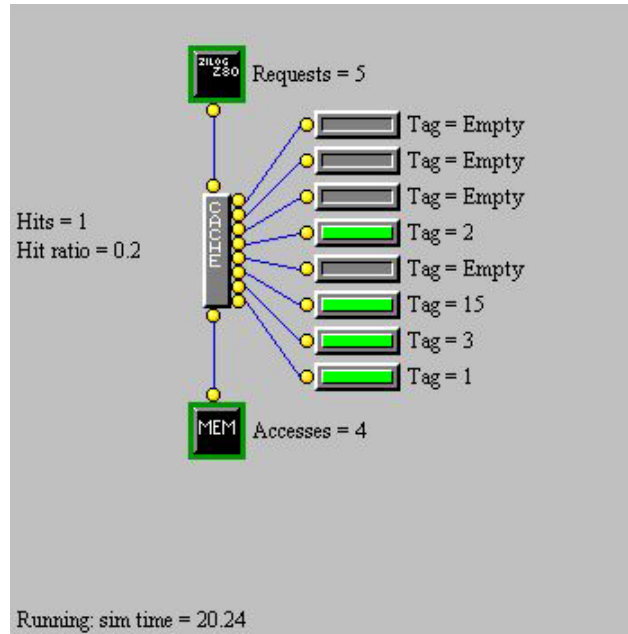 ZILOG
Z80
Requests = 5
Tag = Empty
Tag = Empty
Tag = Empty
Tag = 2
Tag = Empty
Tag = 15
Tag = 3
Tag = 1
CACHE
Hits = 1
Hit ratio = 0.2
MEM
Accesses = 4
Running: sim time = 20.24